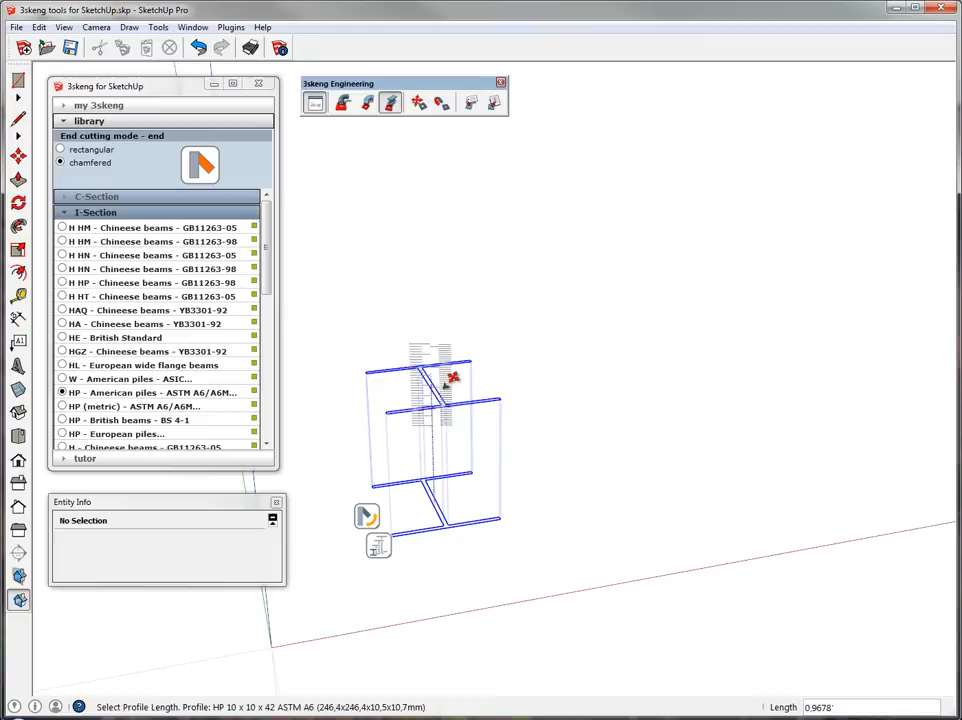 3skeng tools for SketchUp.skp - SketchUp Pro
File Edit View Camera Draw Tools Window Plugins Help
3skeng for SketchUp
my 3skeng
library
End cutting mode - end
rectangular
chamfered
C-Section
I-Section
H HM - Chineese beams - GB11263-05
H HM - Chineese beams - GB11263-98
H HN - Chineese beams - GB11263-05
H HN - Chineese beams - GB11263-98
H HP - Chineese beams - GB11263-98
H HT - Chineese beams - GB11263-05
HAQ - Chineese beams - YB3301-92
HA - Chineese beams - YB3301-92
HE - British Standard
HGZ - Chineese beams - YB3301-92
HL - European wide flange beams
W - American piles - ASIC...
HP - American piles - ASTM A6/A6M...
HP (metric) - ASTM A6/A6M...
HP - British beams - BS 4-1
HP - European piles...
H - Chineese beams - GB11263-05
tutor
3skeng Engineering
Entity Info
No Selection
A1
Select Profile Length. Profile: HP 10 x 10 x 42 ASTM A6 (246,4x246,4x10,5x10,7mm)
Length 0,9678'